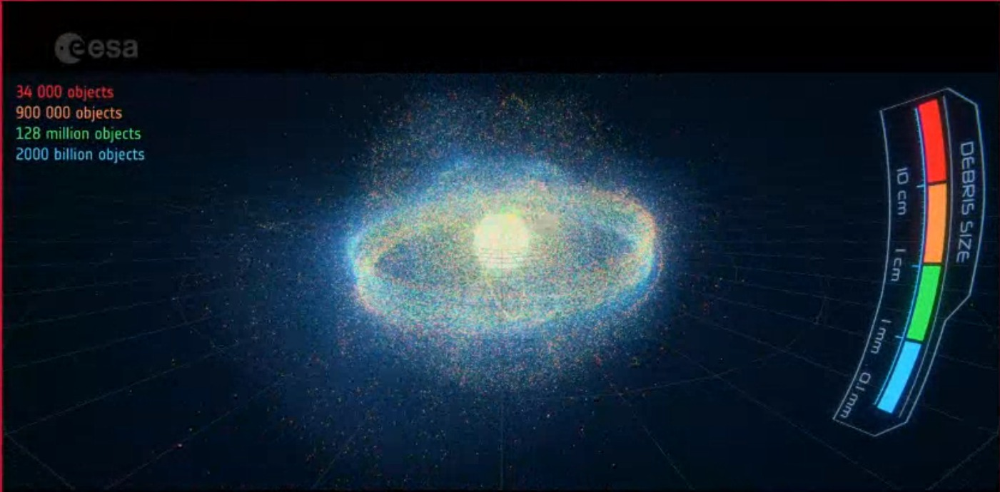 esa
34 000 objects
900 000 objects
128 million objects
2000 billion objects
DEBRIS SIZE
10 cm
1 cm
1 mm
0.1 mm